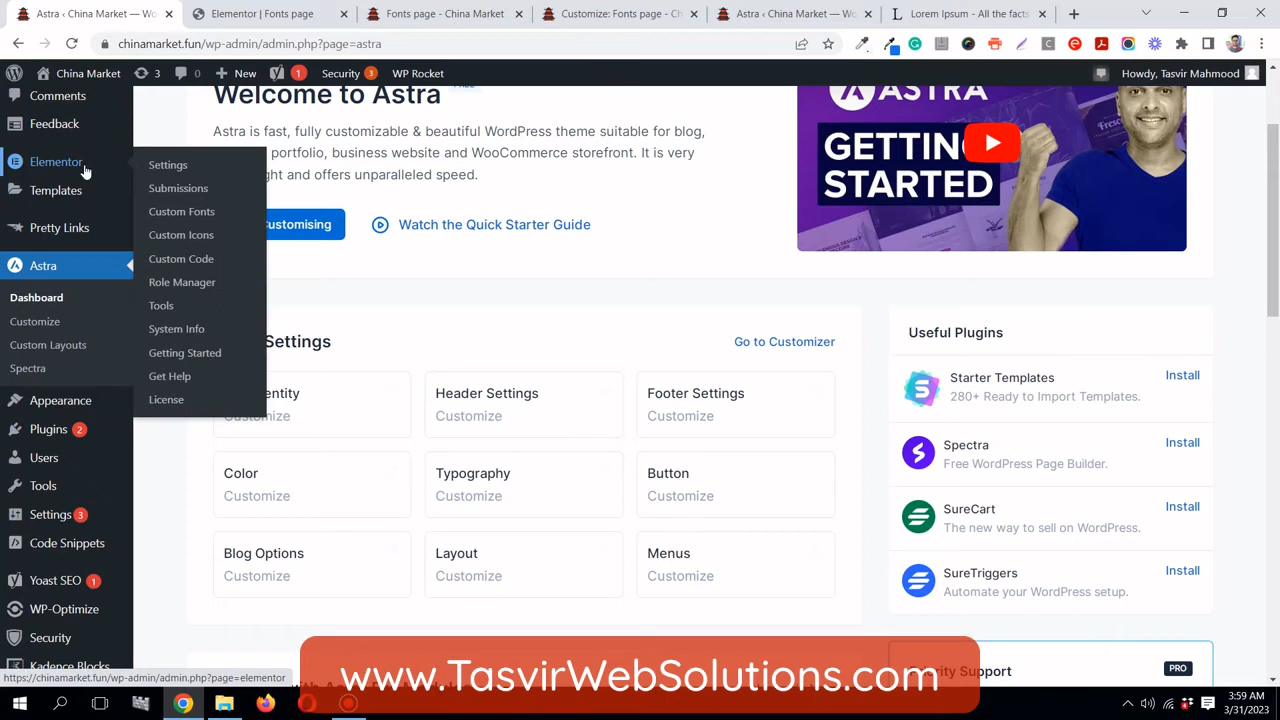 Astra ‹ China Market — Wo
Elementor | Fonts page -
Fonts page - China Market
Customize: Fonts page - Ch
Astra ‹ China Market — Wo
Lorem Ipsum - All the facts
chinamarket.fun/wp-admin/admin.php?page=astra
China Market
3
0
New
1
Security 3
WP Rocket
Howdy, Tasvir Mahmood
Comments
Feedback
Elementor
Templates
Pretty Links
Astra
Dashboard
Customize
Custom Layouts
Spectra
Appearance
Plugins 2
Users
Tools
Settings 3
Code Snippets
Yoast SEO 1
WP-Optimize
Security
Kadence Blocks
Settings
Submissions
Custom Fonts
Custom Icons
Custom Code
Role Manager
Tools
System Info
Getting Started
Get Help
License
Welcome to Astra
Astra is fast, fully customizable & beautiful WordPress theme suitable for blog,
portfolio, business website and WooCommerce storefront. It is very
and offers unparalleled speed.
Watch the Quick Starter Guide
ASTRA
GETTING
STARTED
Settings
Go to Customizer
Customize
Header Settings
Customize
Footer Settings
Customize
Color
Customize
Typography
Customize
Button
Customize
Blog Options
Customize
Layout
Customize
Menus
Customize
Useful Plugins
Starter Templates
280+ Ready to Import Templates.
Install
Spectra
Free WordPress Page Builder.
Install
SureCart
The new way to sell on WordPress.
Install
SureTriggers
Automate your WordPress setup.
Install
Priority Support
PRO
https://chinamarket.fun/wp-admin/admin.php?page=elementor
www.TasvirWebSolutions.com
3:59 AM
3/31/2023